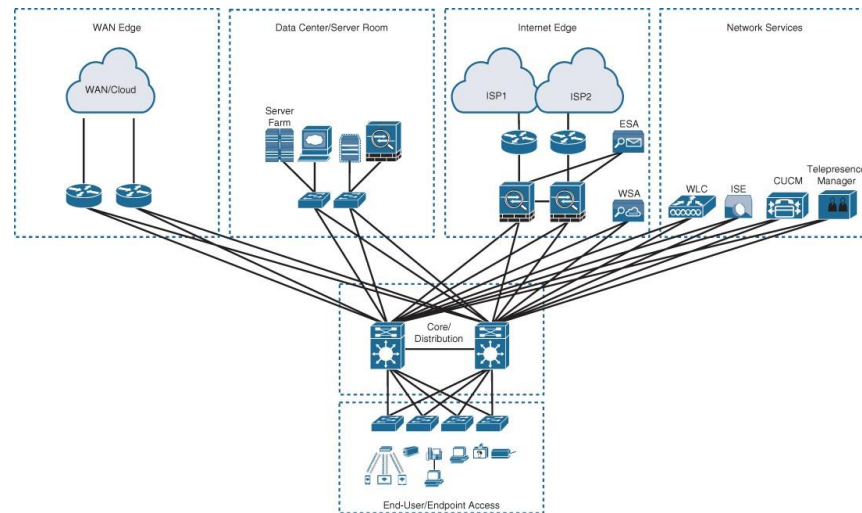 WAN Edge
Data Center/Server Room
Internet Edge
Network Services
WAN/Cloud
ISP1
ISP2
Server
Farm
ESA
WSA
WLC
ISE
CUCM
Telepresence
Manager
Core/
Distribution
End-User/Endpoint Access